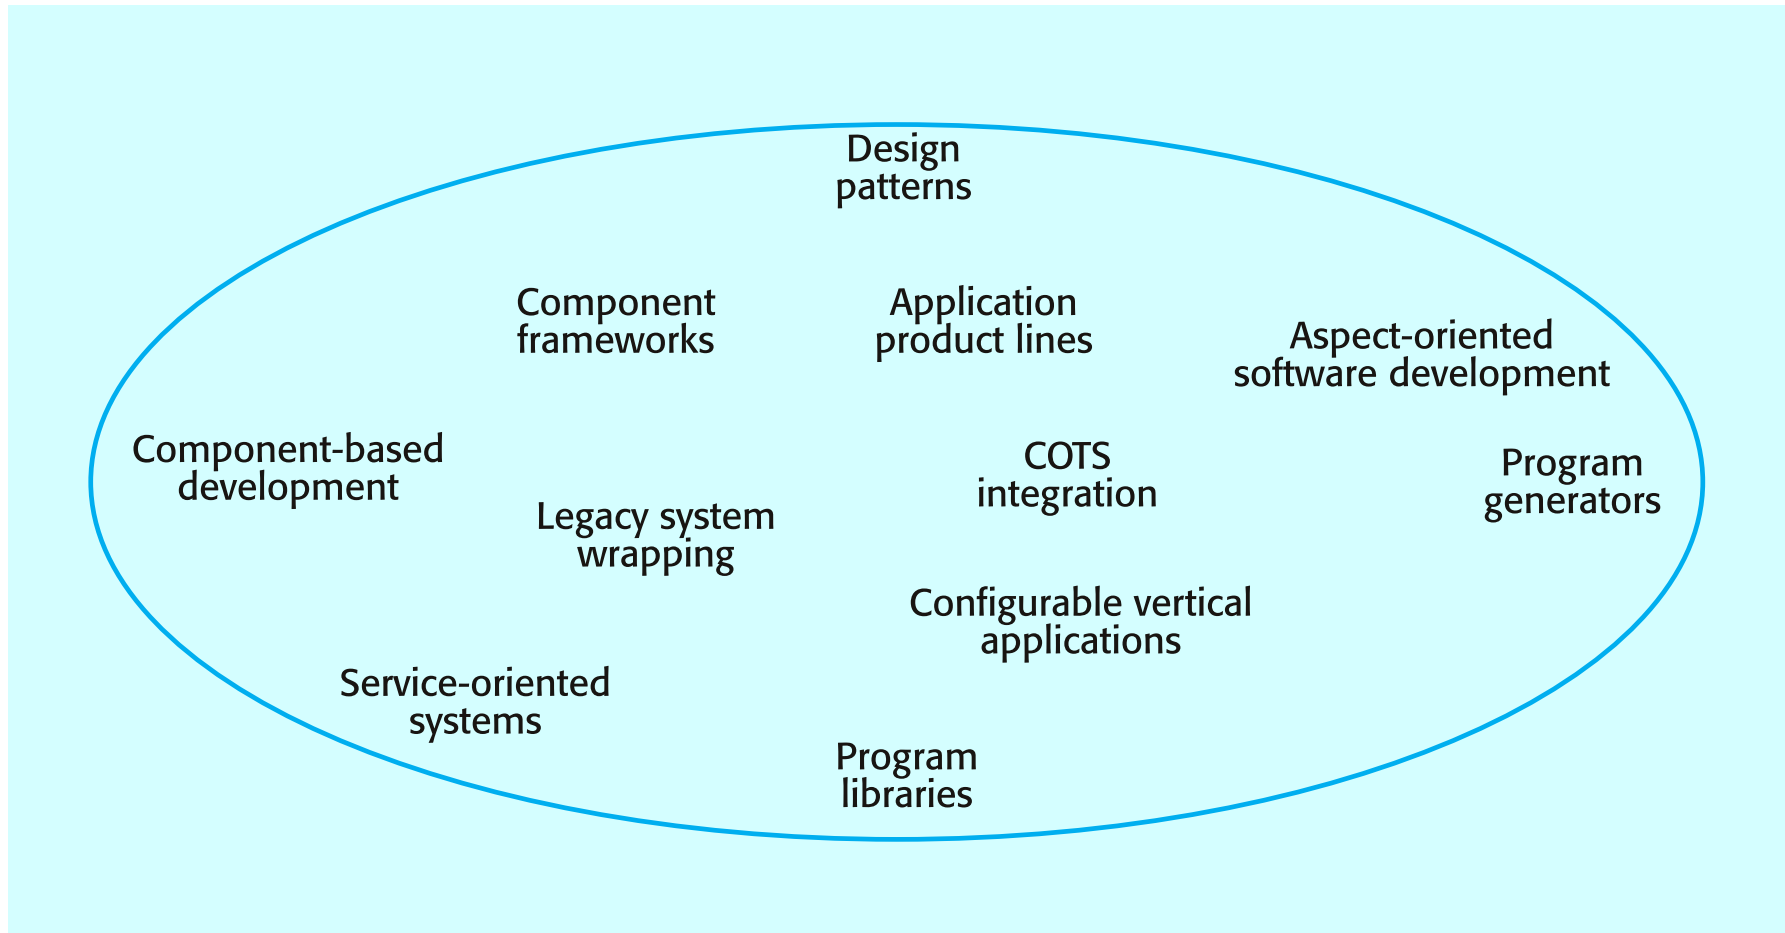 Design
patterns
Component
frameworks
Application
product lines
Aspect-oriented
software development
Component-based
development
COTS
integration
Program
generators
Legacy system
wrapping
Configurable vertical
applications
Service-oriented
systems
Program
libraries